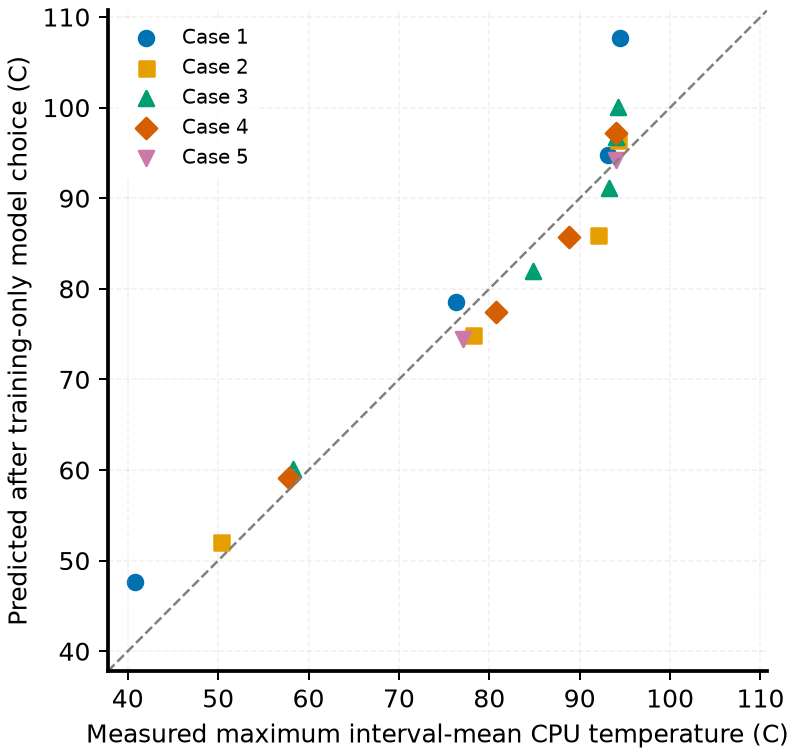 110
100
90
80
70
60
50
40
Predicted after training-only model choice (C)
Case 1
Case 2
Case 3
Case 4
Case 5
40 50 60 70 80 90 100 110
Measured maximum interval-mean CPU temperature (C)